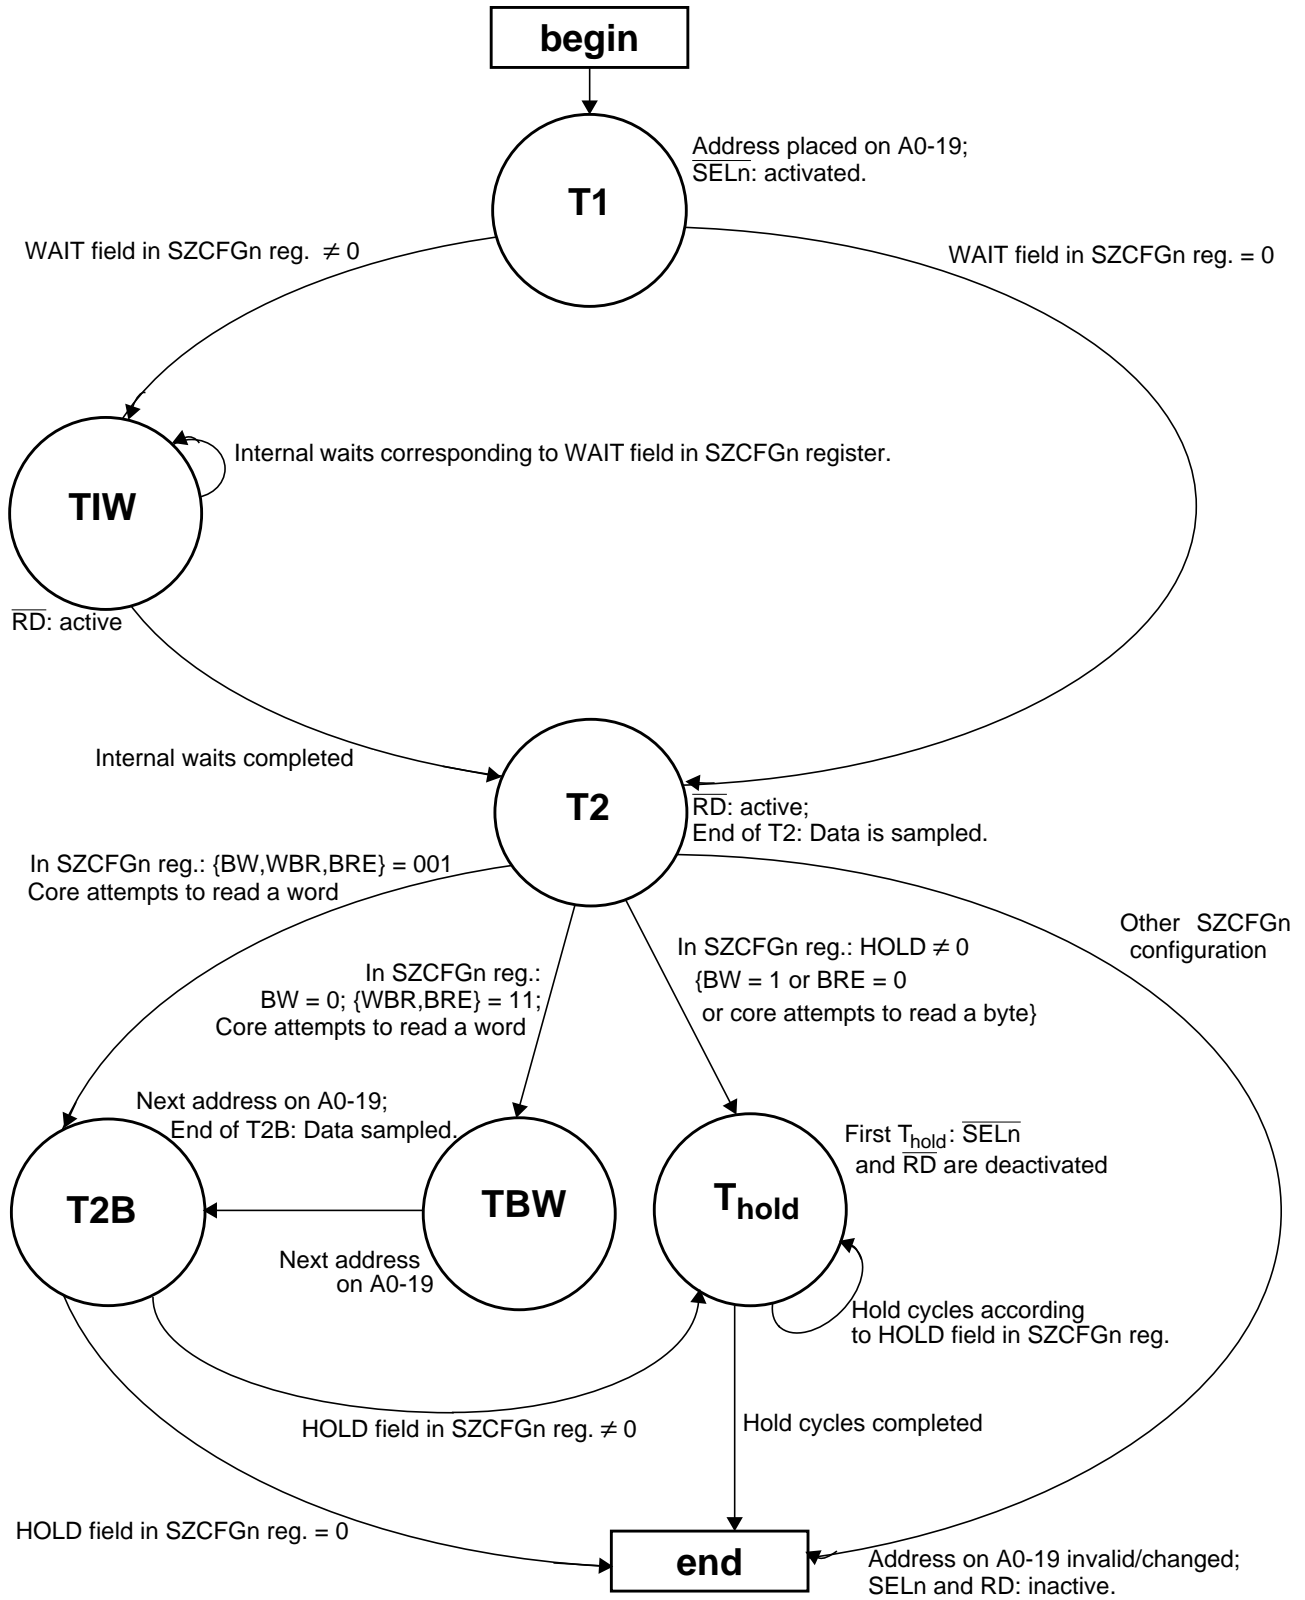 begin
T1
Address placed on A0-19;
SELn: activated.
WAIT field in SZCFGn reg. ≠ 0
WAIT field in SZCFGn reg. = 0
TIW
Internal waits corresponding to WAIT field in SZCFGn register.
RD: active
Internal waits completed
T2
RD: active;
End of T2: Data is sampled.
In SZCFGn reg.: {BW,WBR,BRE} = 001
Core attempts to read a word
In SZCFGn reg.:
BW = 0; {WBR,BRE} = 11;
Core attempts to read a word
In SZCFGn reg.: HOLD ≠ 0
{BW = 1 or BRE = 0
or core attempts to read a byte}
Other SZCFGn
configuration
Next address on A0-19;
End of T2B: Data sampled.
T2B
TBW
Thold
First Thold: SELn
and RD are deactivated
Next address
on A0-19
Hold cycles according
to HOLD field in SZCFGn reg.
HOLD field in SZCFGn reg. ≠ 0
Hold cycles completed
HOLD field in SZCFGn reg. = 0
end
Address on A0-19 invalid/changed;
SELn and RD: inactive.